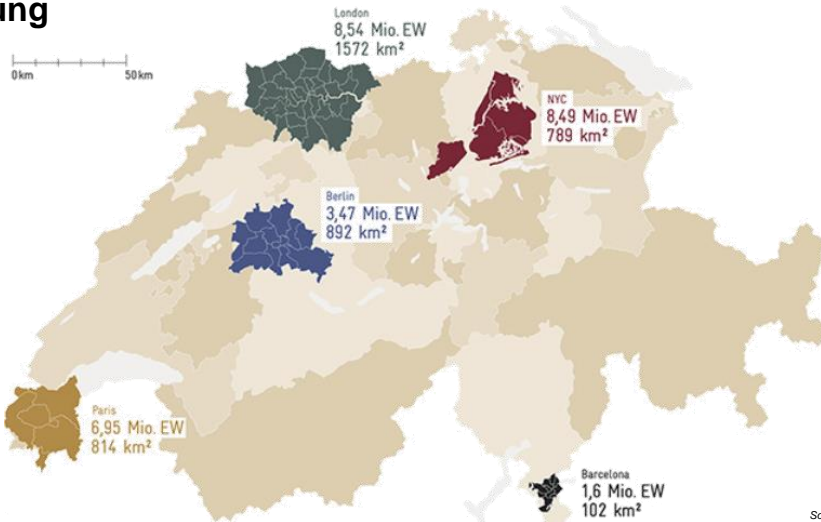 ung
0km 50km
London
8,54 Mio. EW
1572 km²
NYC
8,49 Mio. EW
789 km²
Berlin
3,47 Mio. EW
892 km²
Paris
6,95 Mio. EW
814 km²
Barcelona
1,6 Mio. EW
102 km²
So